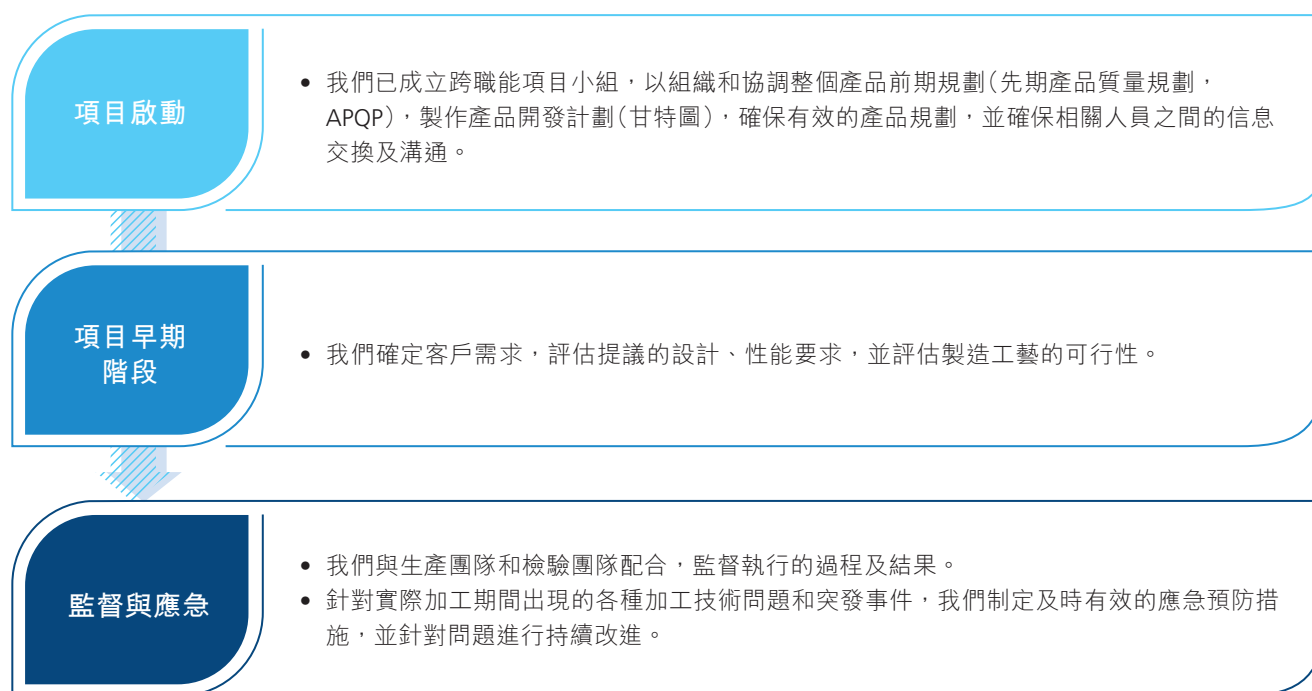 項目啟動
• 我們已成立跨職能項目小組，以組織和協調整個產品前期規劃（先期產品質量規劃，
APQP），製作產品開發計劃（甘特圖），確保有效的產品規劃，並確保相關人員之間的信息
交換及溝通。
項目早期
階段
• 我們確定客戶需求，評估提議的設計、性能要求，並評估製造工藝的可行性。
監督與應急
• 我們與生產團隊和檢驗團隊配合，監督執行的過程及結果。
• 針對實際加工期間出現的各種加工技術問題和突發事件，我們制定及時有效的應急預防措
施，並針對問題進行持續改進。